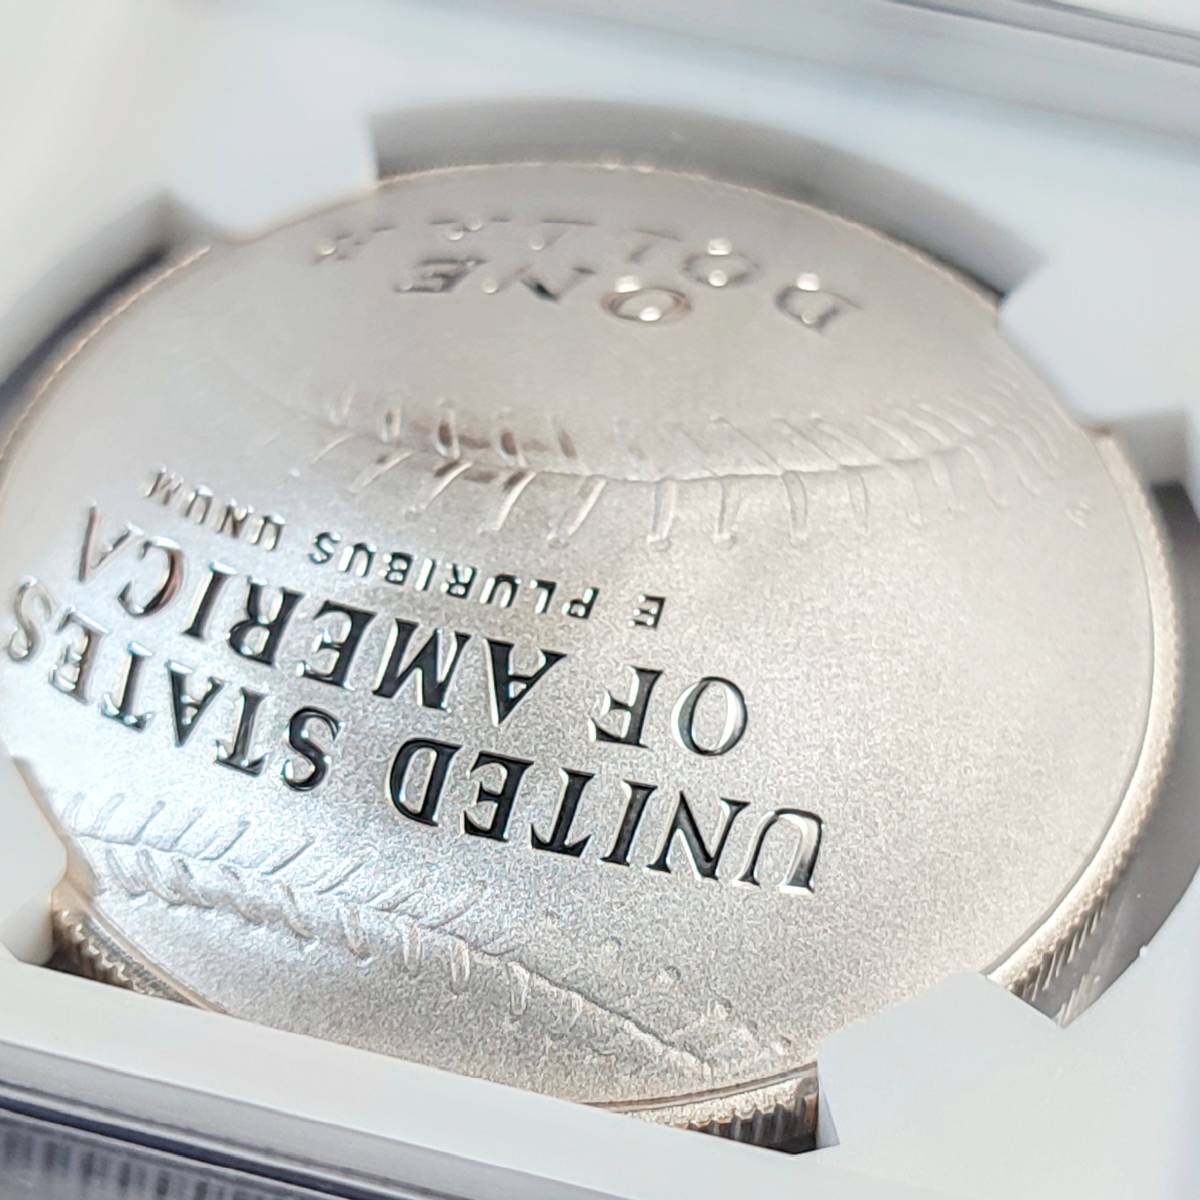 UNITED STATES
OF AMERICA
E PLURIBUS UNUM
ONE
DOLLAR